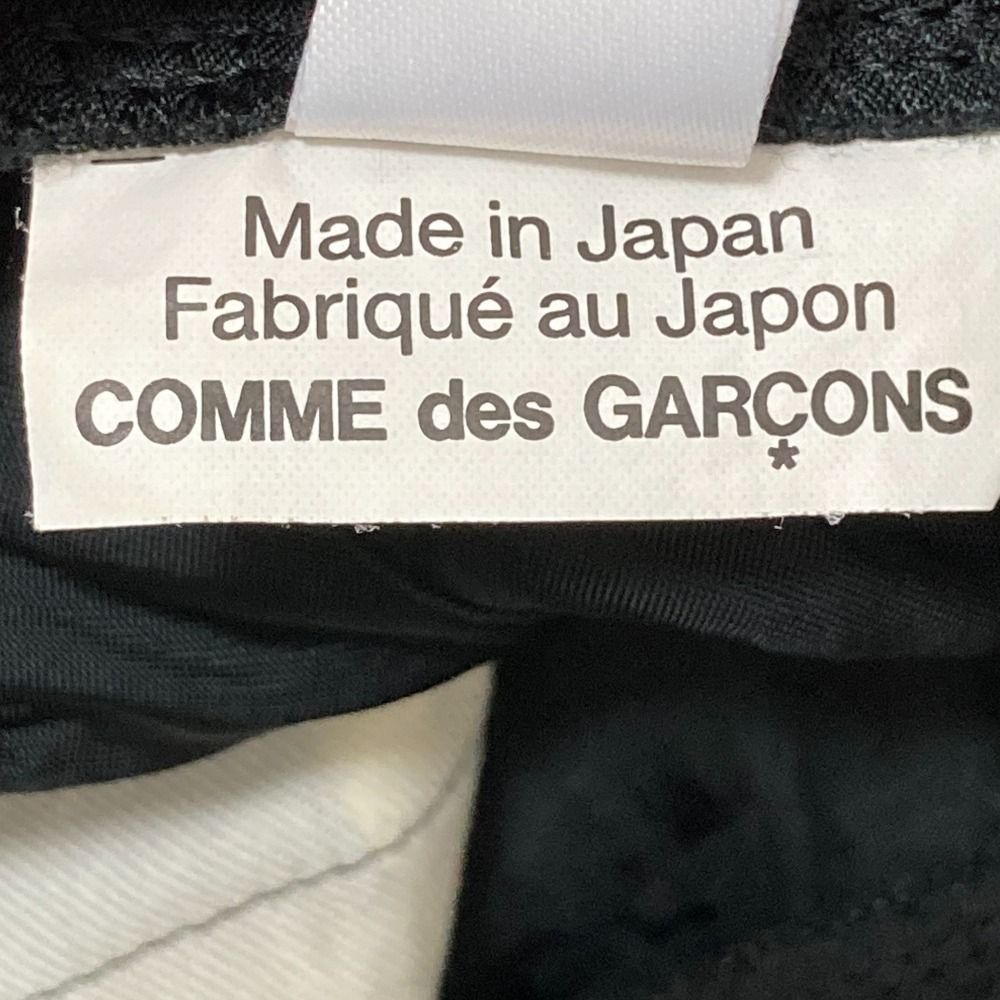 Made in Japan
Fabriqué au Japon
COMME des GARÇONS
*